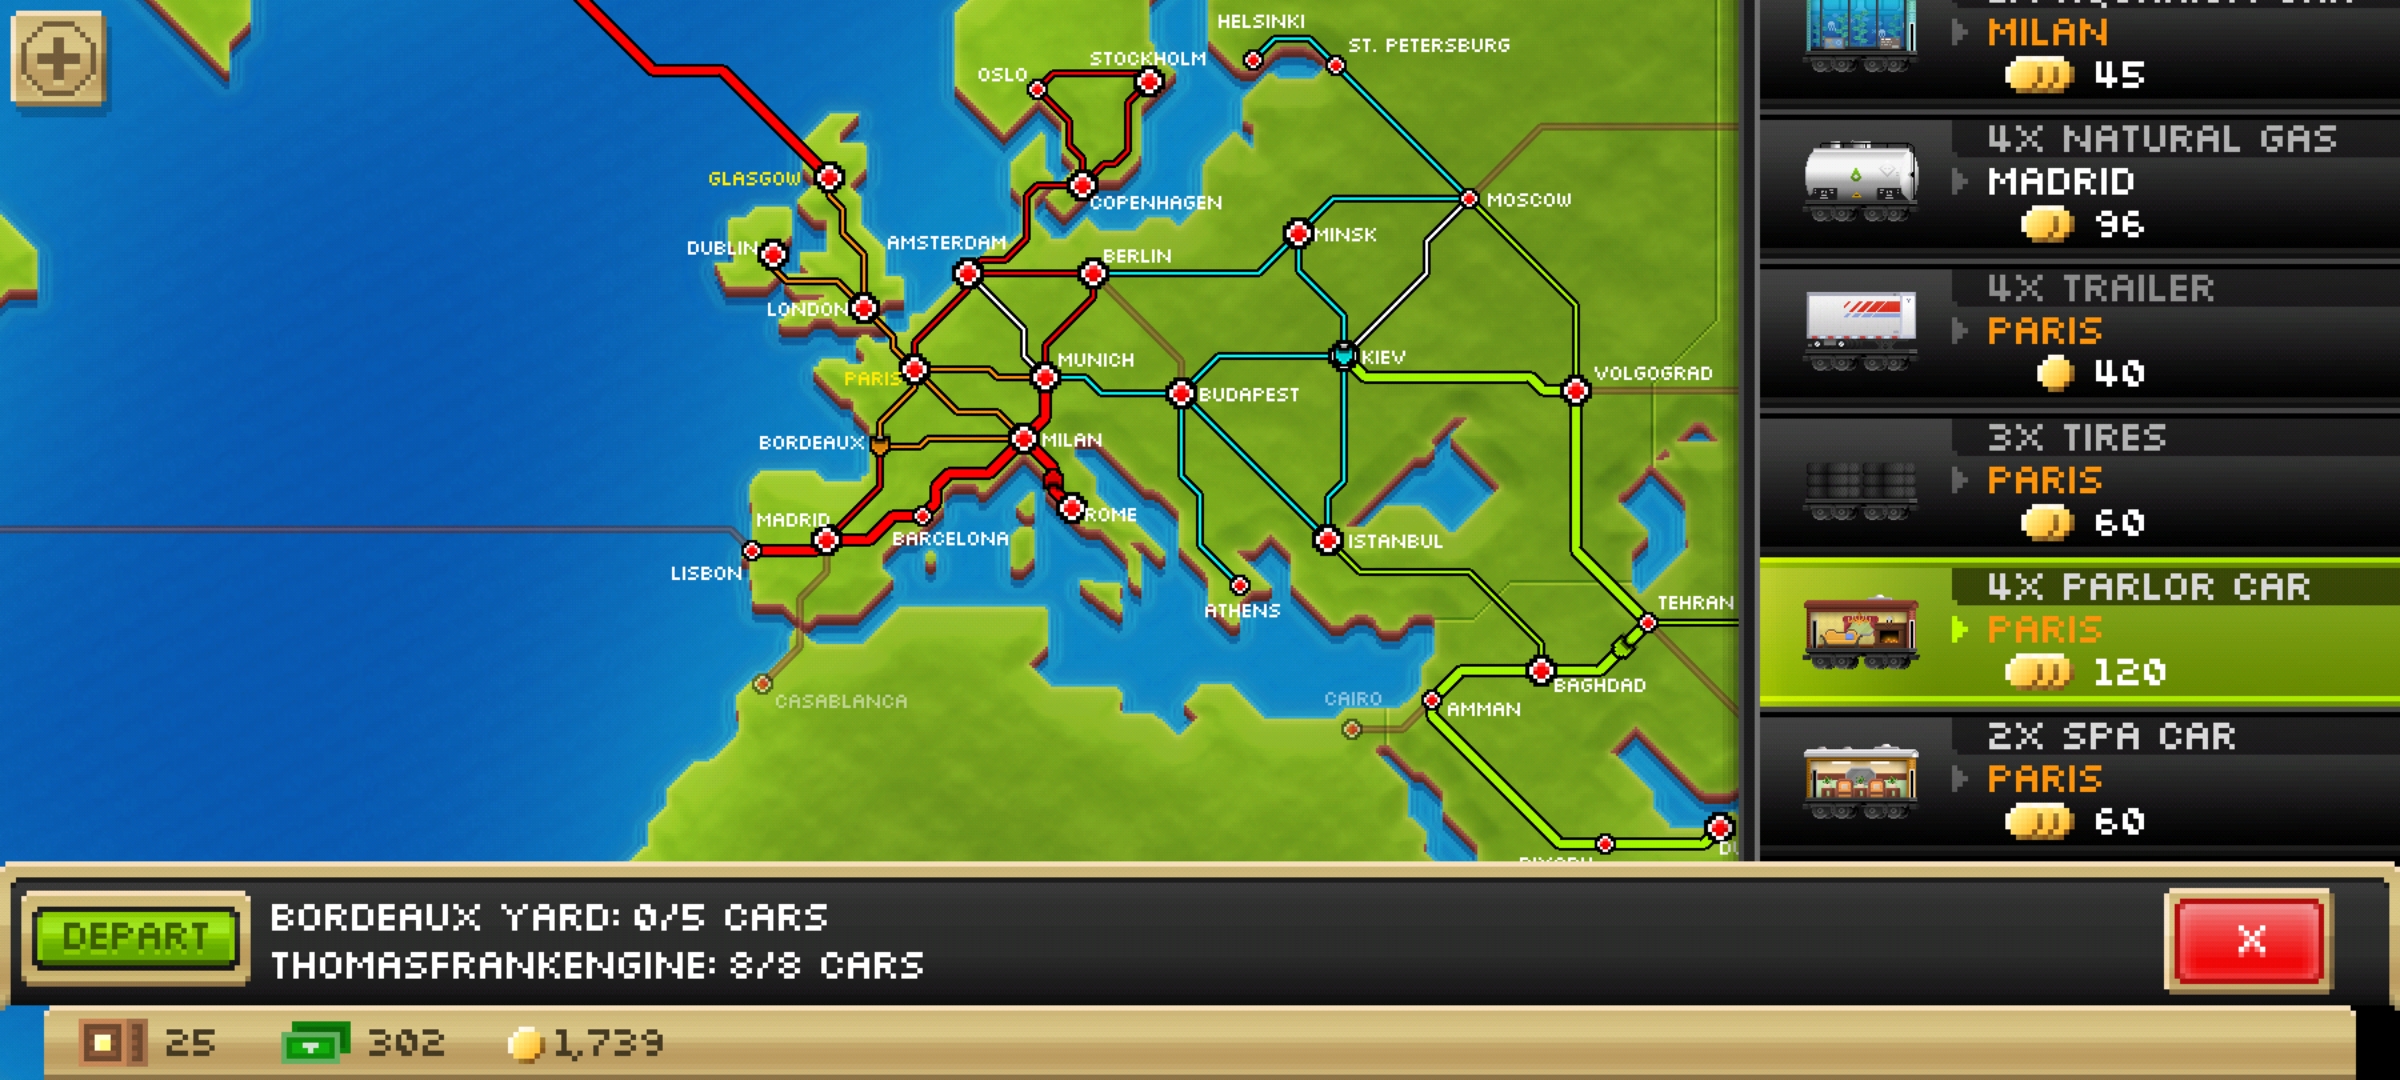 HELSINKI
ST. PETERSBURG
STOCKHOLM
OSLO
GLASGOW
COPENHAGEN
MOSCOW
DUBLIN
AMSTERDAM
BERLIN
MINSK
LONDON
PARIS
MUNICH
KIEV
VOLGOGRAD
BUDAPEST
BORDEAUX
MILAN
MADRID
BARCELONA
ROME
ISTANBUL
LISBON
ATHENS
TEHRAN
CASABLANCA
CAIRO
BAGHDAD
AMMAN
MILAN
45
4X NATURAL GAS
MADRID
96
4X TRAILER
PARIS
40
3X TIRES
PARIS
60
4X PARLOR CAR
PARIS
120
2X SPA CAR
PARIS
60
DEPART
BORDEAUX YARD: 0/5 CARS
THOMASFRANKENGINE: 8/8 CARS
X
25
302
1,739